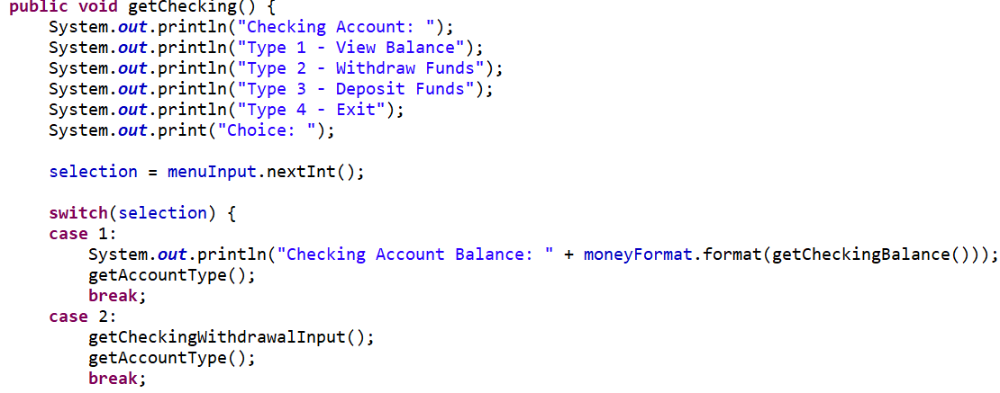 public void getChecking() {
System.out.println("Checking Account: ");
System.out.println("Type 1 - View Balance");
System.out.println("Type 2 - Withdraw Funds");
System.out.println("Type 3 - Deposit Funds");
System.out.println("Type 4 - Exit");
System.out.print("Choice: ");
selection = menuInput.nextInt();
switch(selection) {
case 1:
System.out.println("Checking Account Balance: " + moneyFormat.format(getCheckingBalance()));
getAccountType();
break;
case 2:
getCheckingWithdrawalInput();
getAccountType();
break;